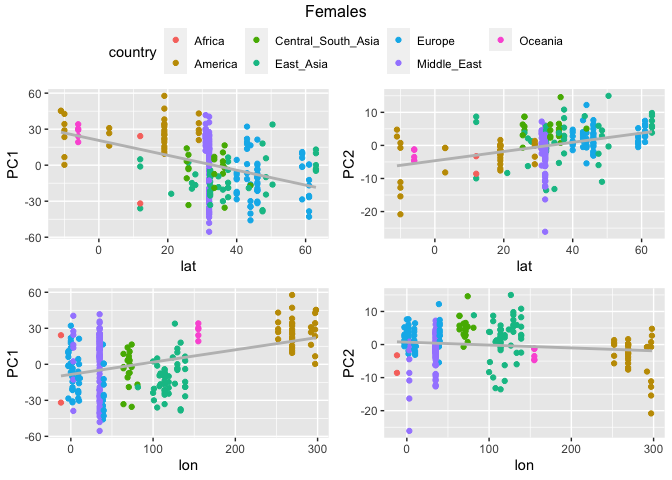 Females
country
Africa
Central_South_Asia
Europe
Oceania
America
East_Asia
Middle_East
PC1
60
30
0
-30
-60
0
20
40
60
lat
PC2
10
0
-10
-20
0
20
40
60
lat
PC1
60
30
0
-30
-60
0
100
200
300
lon
PC2
10
0
-10
-20
0
100
200
300
lon